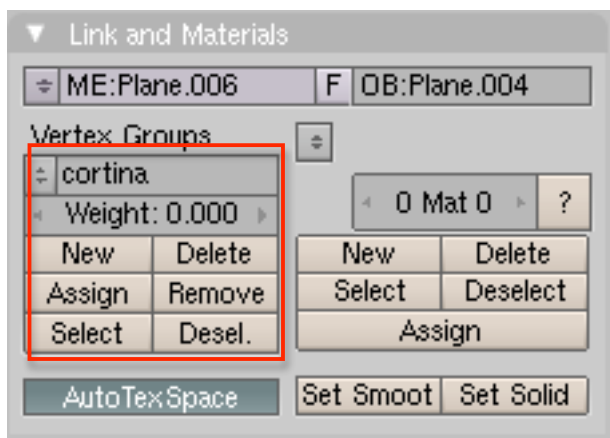 Link and Materials
ME:Plane.006 F OB:Plane.004
Vertex Groups
cortina
Weight: 0.000
New Delete
Assign Remove
Select Desel.
0 Mat 0 ?
New Delete
Select Deselect
Assign
AutoTexSpace Set Smoot Set Solid